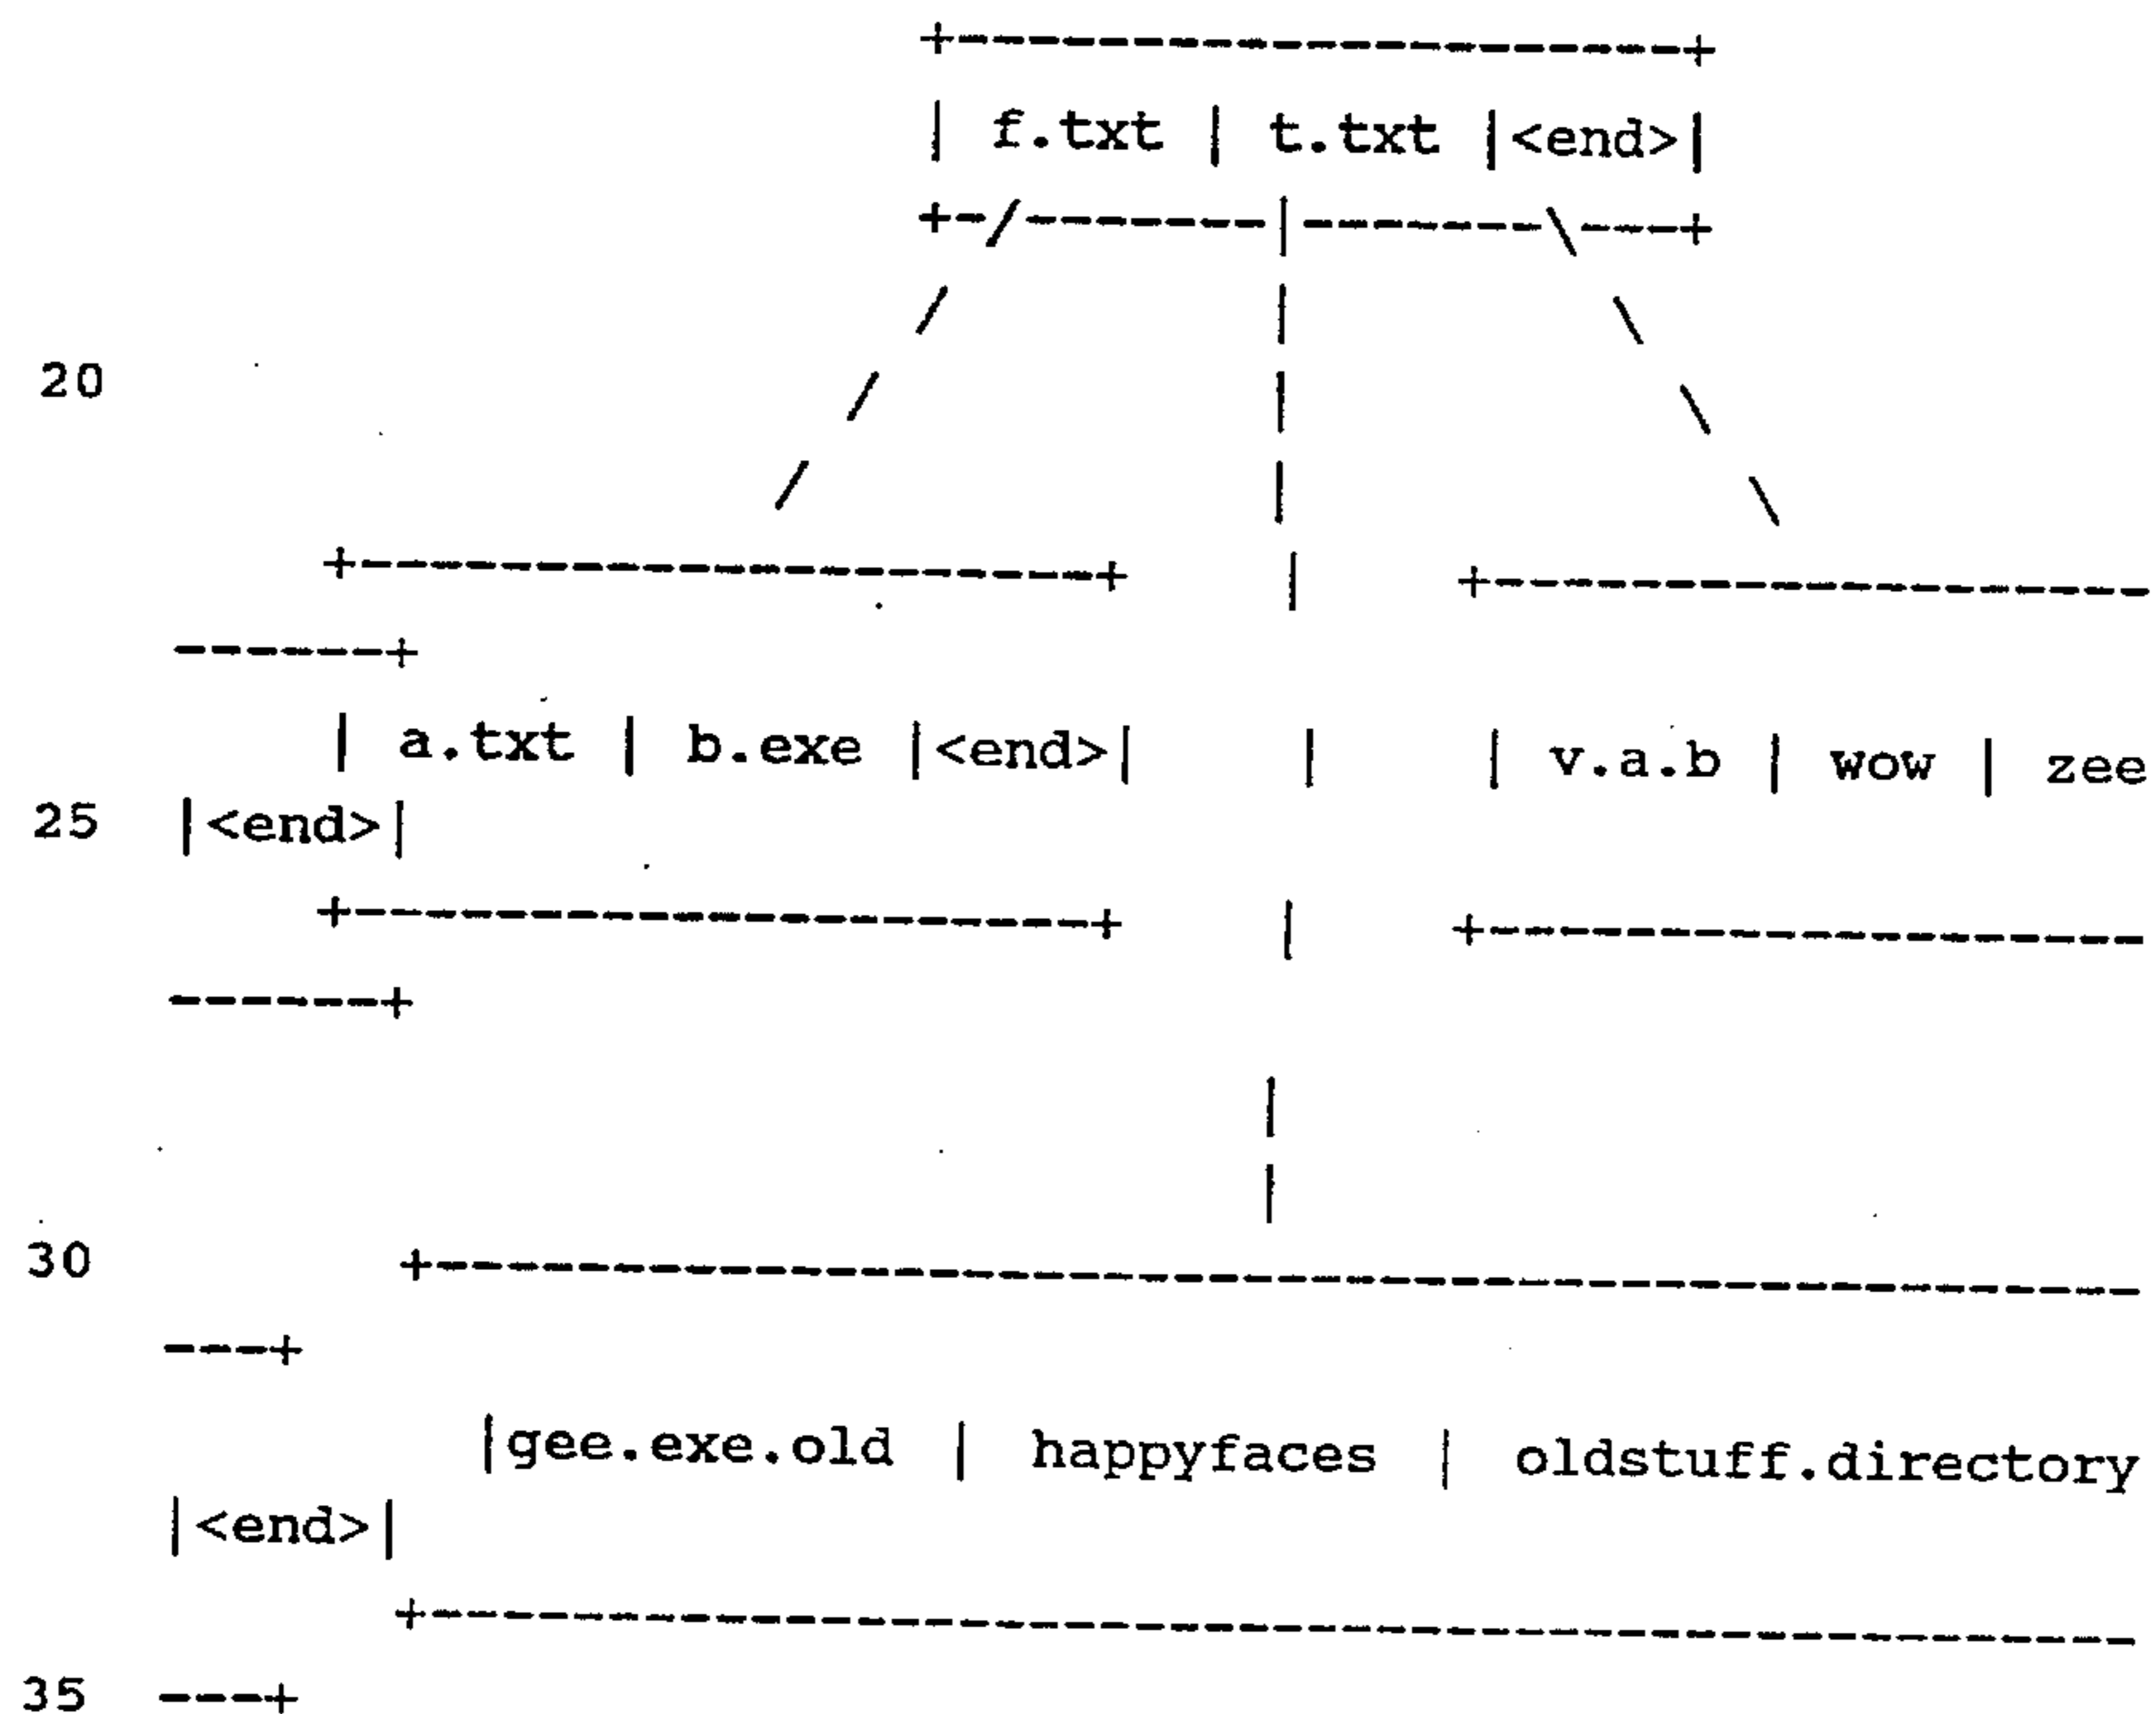 +----------------------+
| f.txt | t.txt |<end>|
+--/-------|-------\----+
/ | \
20 / | \
/ | \
+----------------------+ | +-------------------
-------+
| a.txt | b.exe |<end>| | | v.a.b | wow | zee
25 |<end>|
+----------------------+ | +-------------------
-------+
|
|
30 +--------------------------------------------------
----+
|gee.exe.old | happyfaces | oldstuff.directory
|<end>|
+--------------------------------------------------
35 ----+